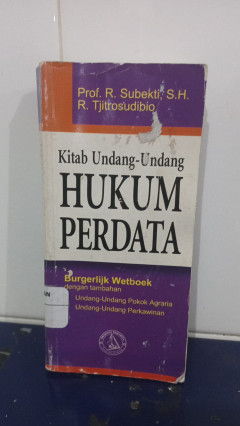 Prof. R. Subekti, S.H.
R. Tjitrosudibio
Kitab Undang-Undang
HUKUM
PERDATA
Burgerlijk Wetboek
dengan tambahan
Undang-Undang Pokok Agraria
Undang-Undang Perkawinan